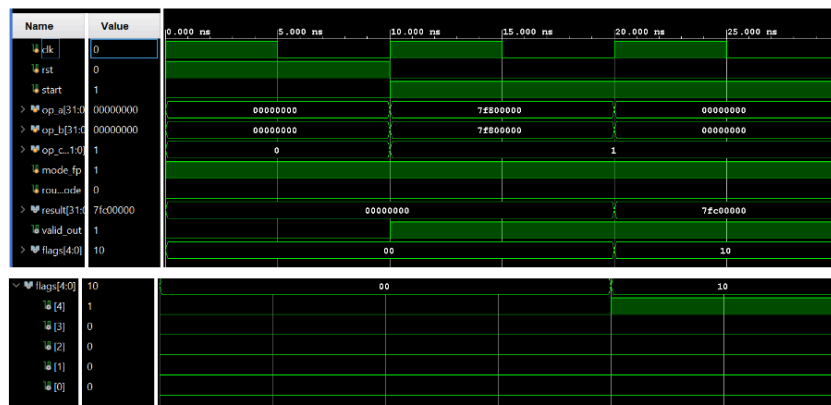 Name Value 0.000 ns 5.000 ns 10.000 ns 15.000 ns 20.000 ns 25.000 ns
clk 0
rst 0
start 1
op_a[31:0 00000000 00000000 7f800000 00000000
op_b[31:0 00000000 00000000 7f800000 00000000
op_c...1:0] 1 0 1
mode_fp 1
rou...ode 0
result[31:0 7fc00000 00000000 7fc00000
valid_out 1
flags[4:0] 10 00 10
flags[4:0] 10 00 10
[4] 1
[3] 0
[2] 0
[1] 0
[0] 0